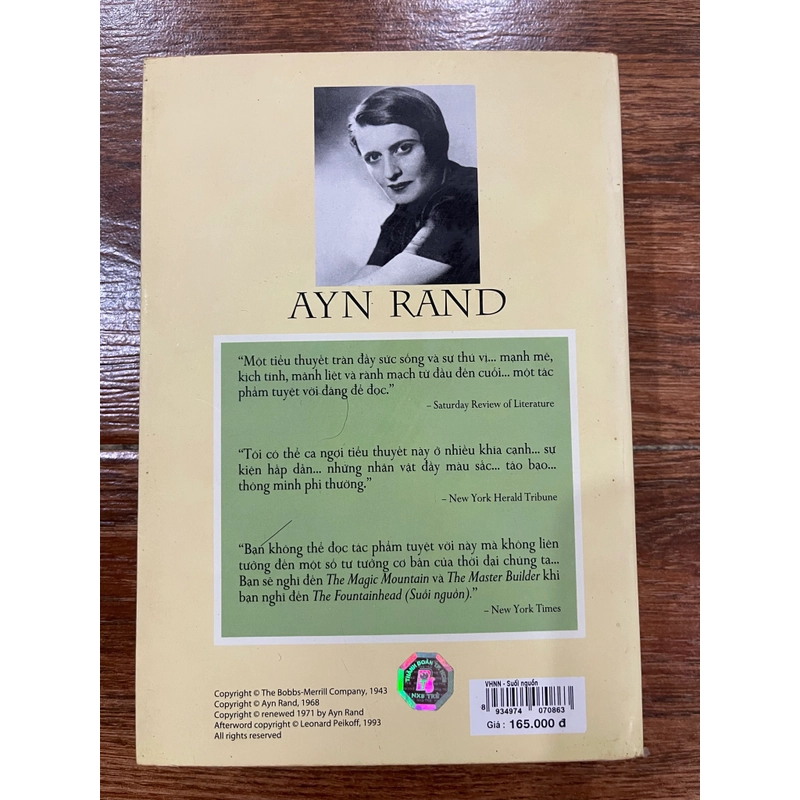 AYN RAND
“Một tiểu thuyết tràn đầy sức sống và sự thú vị... mạnh mẽ,
kịch tính, mãnh liệt và rành mạch từ đầu đến cuối... một tác
phẩm tuyệt vời đáng để đọc.”
– Saturday Review of Literature
“Tôi có thể ca ngợi tiểu thuyết này ở nhiều khía cạnh... sự
kiện hấp dẫn... những nhân vật đầy màu sắc... táo bạo...
thông minh phi thường.”
– New York Herald Tribune
“Bạn không thể đọc tác phẩm tuyệt vời này mà không liên
tưởng đến một số tư tưởng cơ bản của thời đại chúng ta...
Bạn sẽ nghĩ đến The Magic Mountain và The Master Builder khi
bạn nghĩ đến The Fountainhead (Suối nguồn).”
– New York Times
Copyright © The Bobbs-Merrill Company, 1943
Copyright © Ayn Rand, 1968
Copyright © renewed 1971 by Ayn Rand
Afterword copyright © Leonard Peikoff, 1993
All rights reserved
THÀNH ĐOÀN
NXB TRẺ
VHNN - Suối nguồn
8 934974 070863
Giá : 165.000 đ